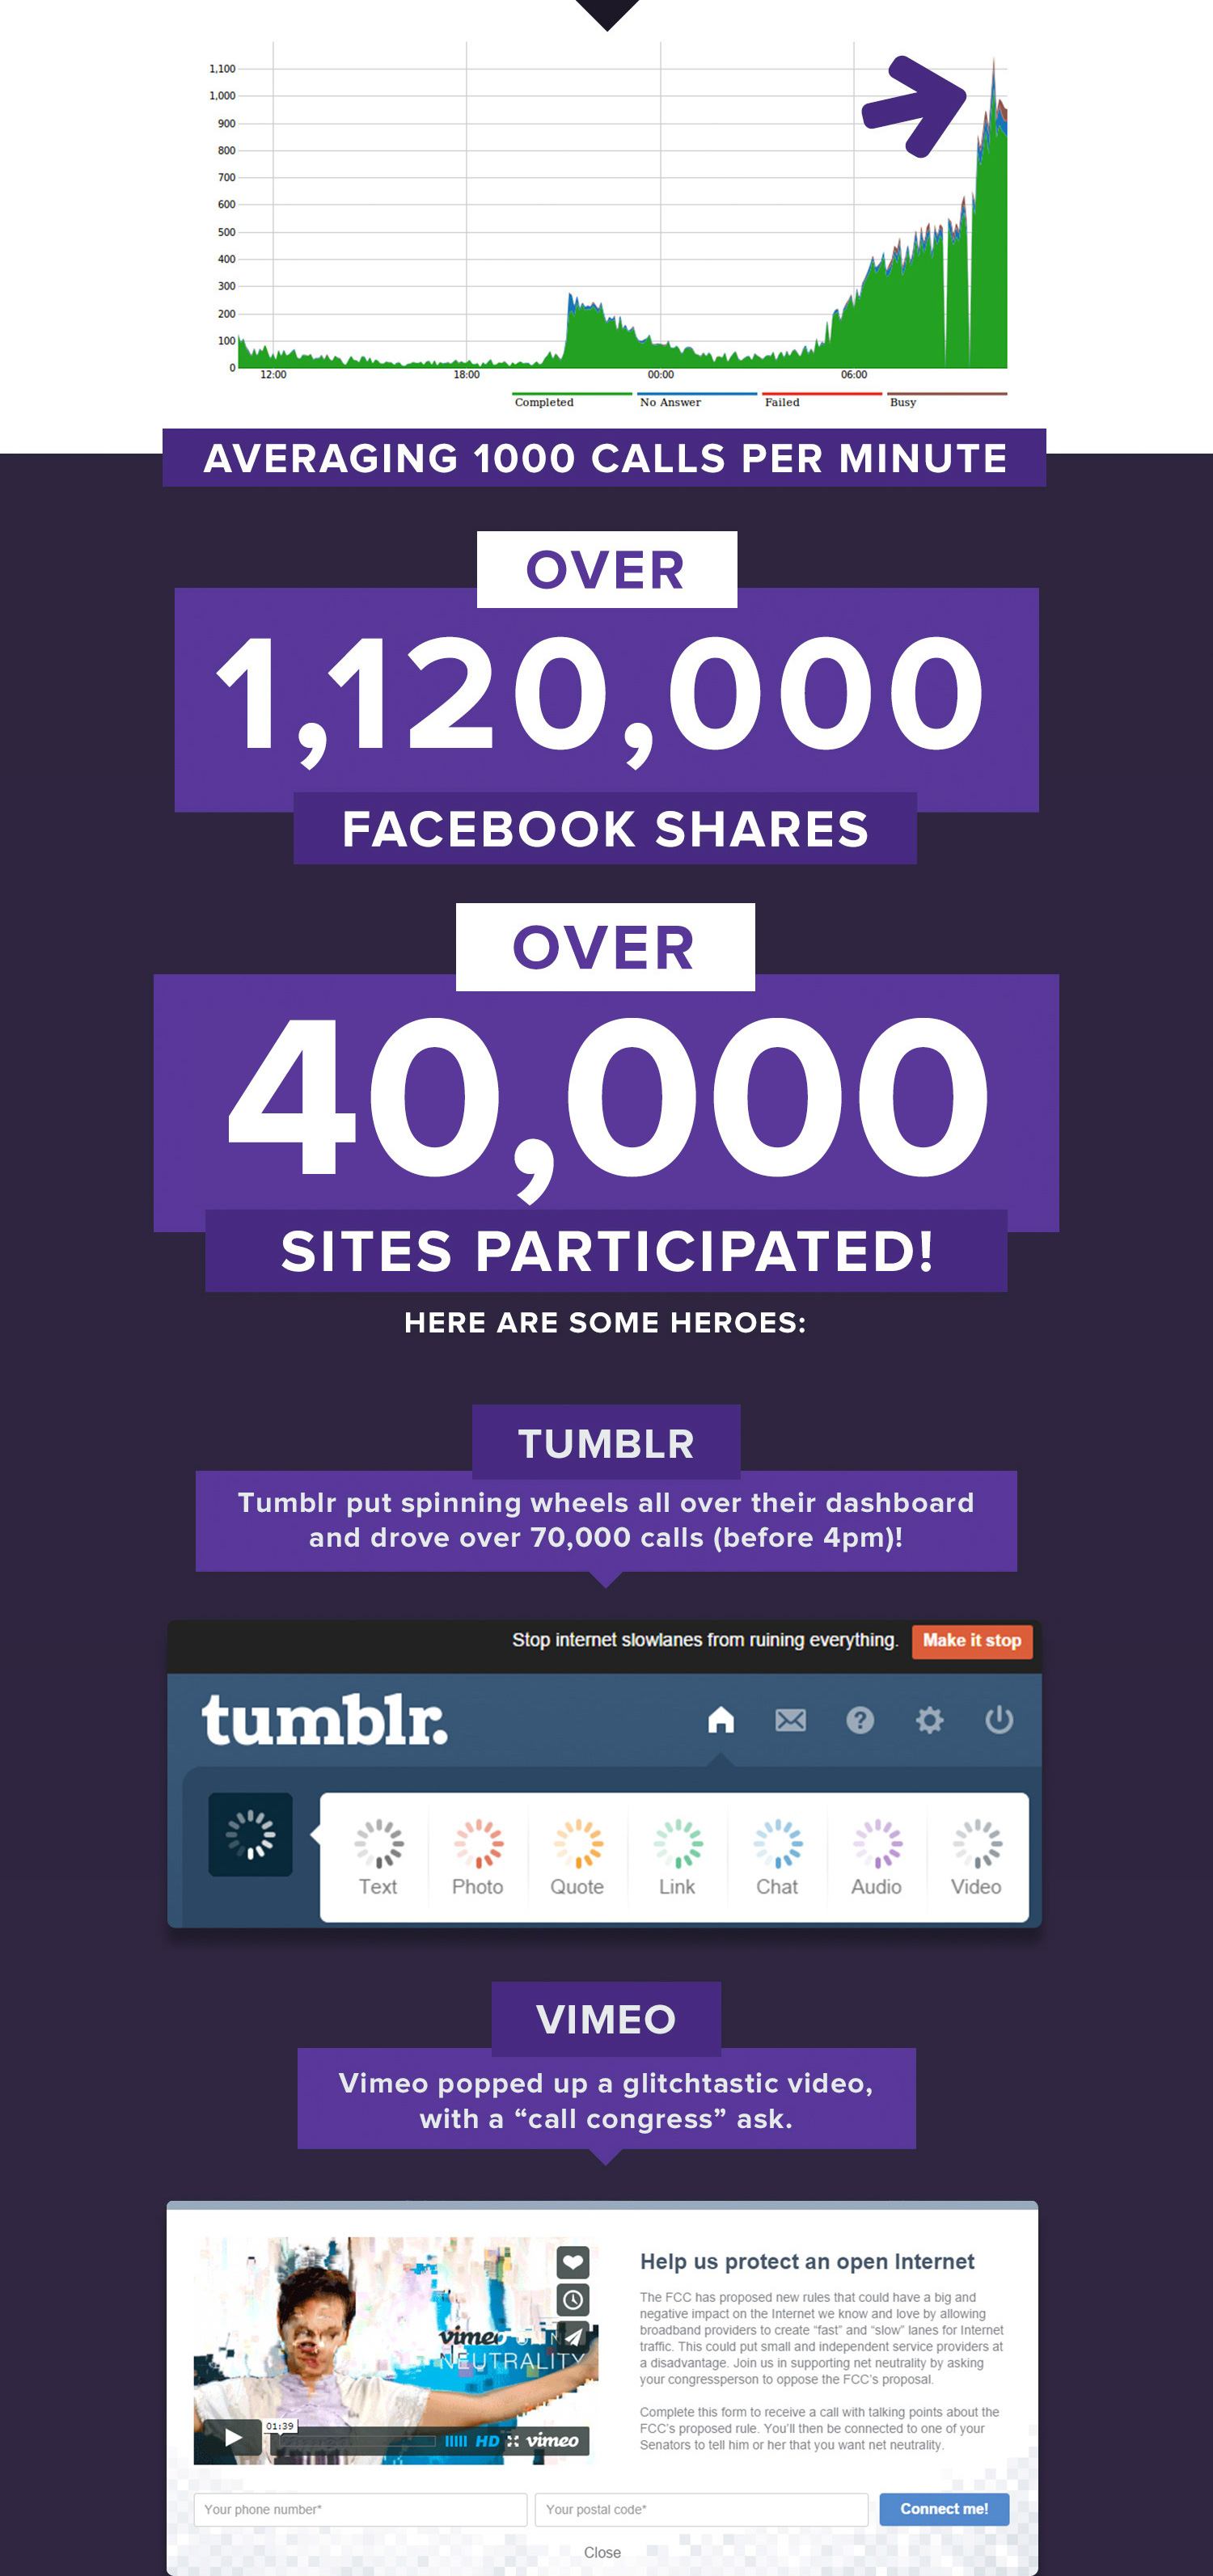 1,100
1,000
900
800
700
600
500
400
300
200
100
0
12:00 18:00 00:00 06:00
Completed No Answer Failed Busy
AVERAGING 1000 CALLS PER MINUTE
OVER
1,120,000
FACEBOOK SHARES
OVER
40,000
SITES PARTICIPATED!
HERE ARE SOME HEROES:
TUMBLR
Tumblr put spinning wheels all over their dashboard
and drove over 70,000 calls (before 4pm)!
Stop internet slowlanes from ruining everything. Make it stop
tumblr.
Text Photo Quote Link Chat Audio Video
VIMEO
Vimeo popped up a glitchtastic video,
with a “call congress” ask.
Help us protect an open Internet
The FCC has proposed new rules that could have a big and
negative impact on the Internet we know and love by allowing
broadband providers to create “fast” and “slow” lanes for Internet
traffic. This could put small and independent service providers at
a disadvantage. Join us in supporting net neutrality by asking
your congressperson to oppose the FCC’s proposal.
Complete this form to receive a call with talking points about the
FCC’s proposed rule. You’ll then be connected to one of your
Senators to tell him or her that you want net neutrality.
vimeo
NEUTRALITY
01:39
HD vimeo
Your phone number* Your postal code* Connect me!
Close